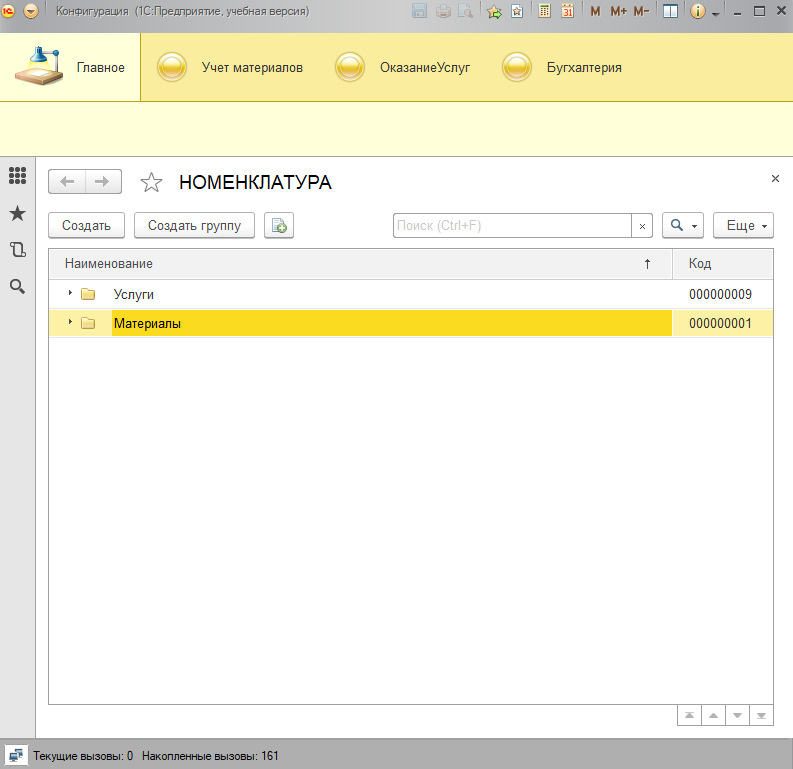 Конфигурация (1С:Предприятие, учебная версия) 31 M M+ M-
Главное Учет материалов ОказаниеУслуг Бугхалтерия
НОМЕНКЛАТУРА
Создать Создать группу Поиск (Ctrl+F) Еще
Наименование Код
Услуги 000000009
Материалы 000000001
Текущие вызовы: 0 Накопленные вызовы: 161